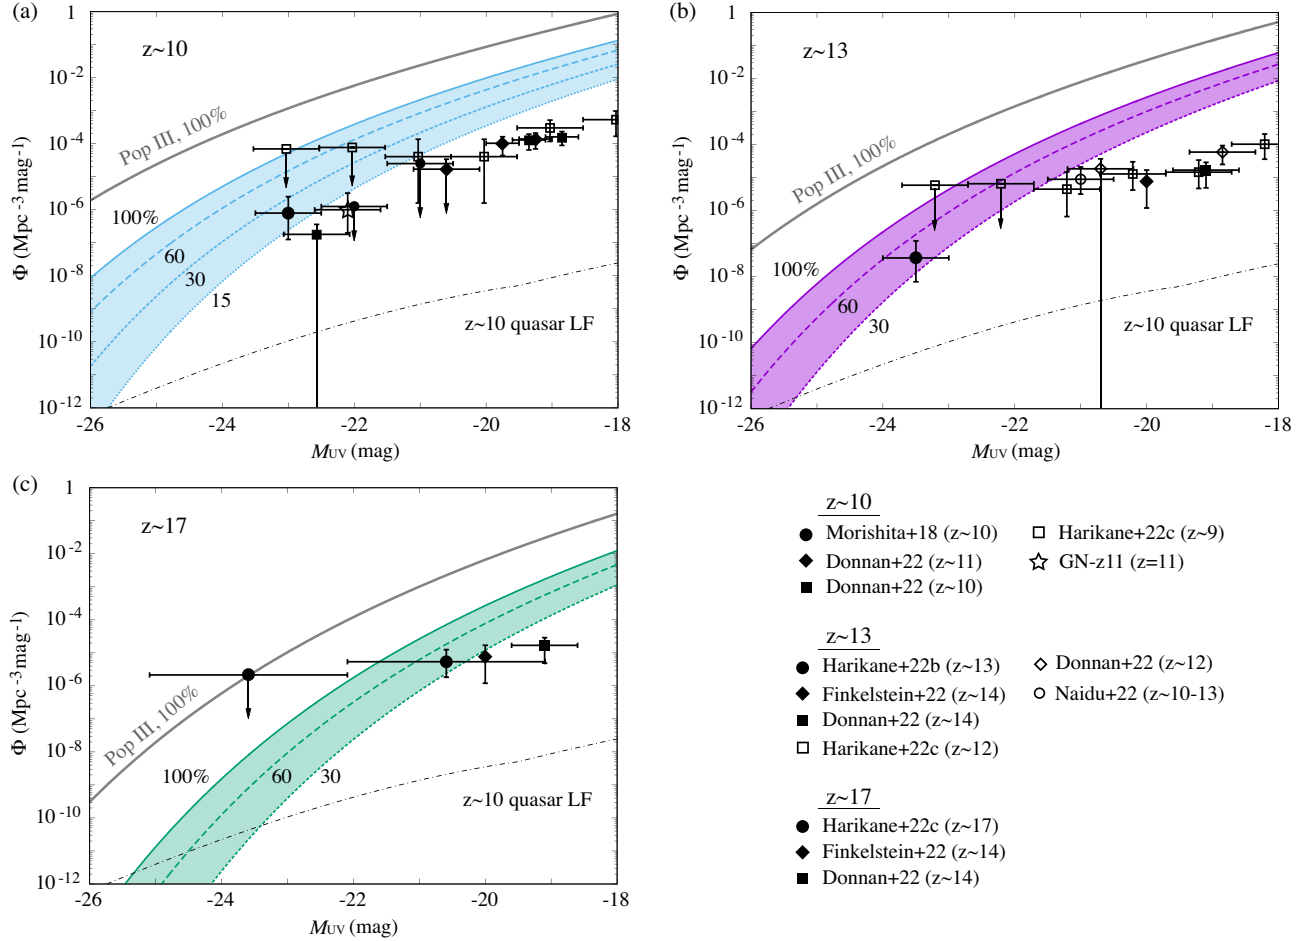 (a)
1
10⁻²
10⁻⁴
10⁻⁶
10⁻⁸
10⁻¹⁰
10⁻¹²
Φ (Mpc⁻³ mag⁻¹)
z~10
Pop III, 100%
100%
60
30
15
z~10 quasar LF
-26
-24
-22
-20
-18
MUV (mag)
(b)
1
10⁻²
10⁻⁴
10⁻⁶
10⁻⁸
10⁻¹⁰
10⁻¹²
Φ (Mpc⁻³ mag⁻¹)
z~13
Pop III, 100%
100%
60
30
z~10 quasar LF
-26
-24
-22
-20
-18
MUV (mag)
(c)
1
10⁻²
10⁻⁴
10⁻⁶
10⁻⁸
10⁻¹⁰
10⁻¹²
Φ (Mpc⁻³ mag⁻¹)
z~17
Pop III, 100%
100%
60
30
z~10 quasar LF
-26
-24
-22
-20
-18
MUV (mag)
z~10
Morishita+18 (z~10)
Donnan+22 (z~11)
Donnan+22 (z~10)
Harikane+22c (z~9)
GN-z11 (z=11)
z~13
Harikane+22b (z~13)
Finkelstein+22 (z~14)
Donnan+22 (z~14)
Harikane+22c (z~12)
Donnan+22 (z~12)
Naidu+22 (z~10-13)
z~17
Harikane+22c (z~17)
Finkelstein+22 (z~14)
Donnan+22 (z~14)